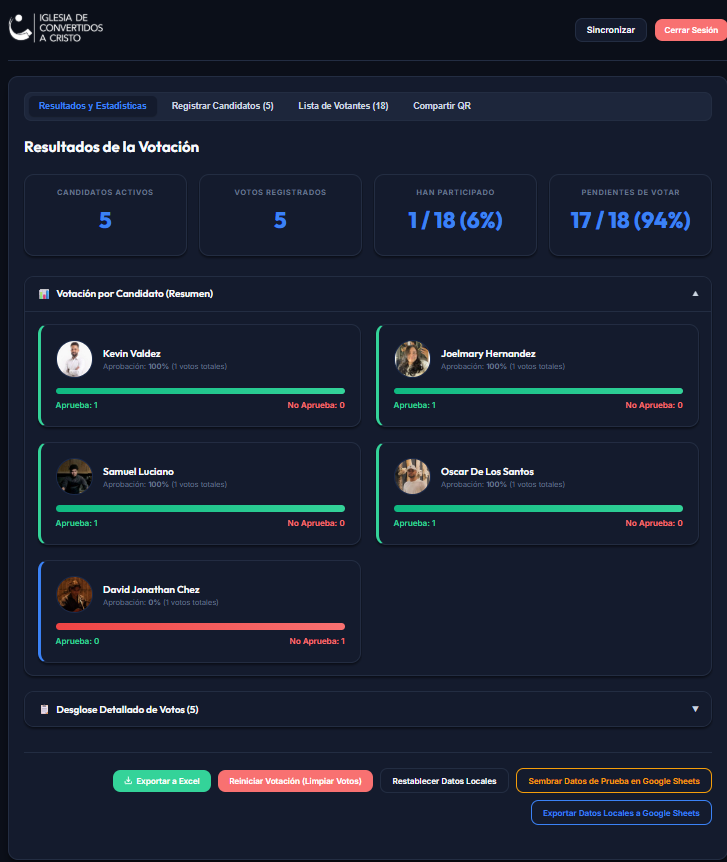 IGLESIA DE
CONVERTIDOS
A CRISTO
Sincronizar
Cerrar Sesión
Resultados y Estadísticas
Registrar Candidatos (5)
Lista de Votantes (18)
Compartir QR
Resultados de la Votación
CANDIDATOS ACTIVOS
5
VOTOS REGISTRADOS
5
HAN PARTICIPADO
1 / 18 (6%)
PENDIENTES DE VOTAR
17 / 18 (94%)
Votación por Candidato (Resumen)
Kevin Valdez
Aprobación: 100% (1 votos totales)
Aprueba: 1
No Aprueba: 0
Joelmary Hernandez
Aprobación: 100% (1 votos totales)
Aprueba: 1
No Aprueba: 0
Samuel Luciano
Aprobación: 100% (1 votos totales)
Aprueba: 1
No Aprueba: 0
Oscar De Los Santos
Aprobación: 100% (1 votos totales)
Aprueba: 1
No Aprueba: 0
David Jonathan Chez
Aprobación: 0% (1 votos totales)
Aprueba: 0
No Aprueba: 1
Desglose Detallado de Votos (5)
Exportar a Excel
Reiniciar Votación (Limpiar Votos)
Restablecer Datos Locales
Sembrar Datos de Prueba en Google Sheets
Exportar Datos Locales a Google Sheets